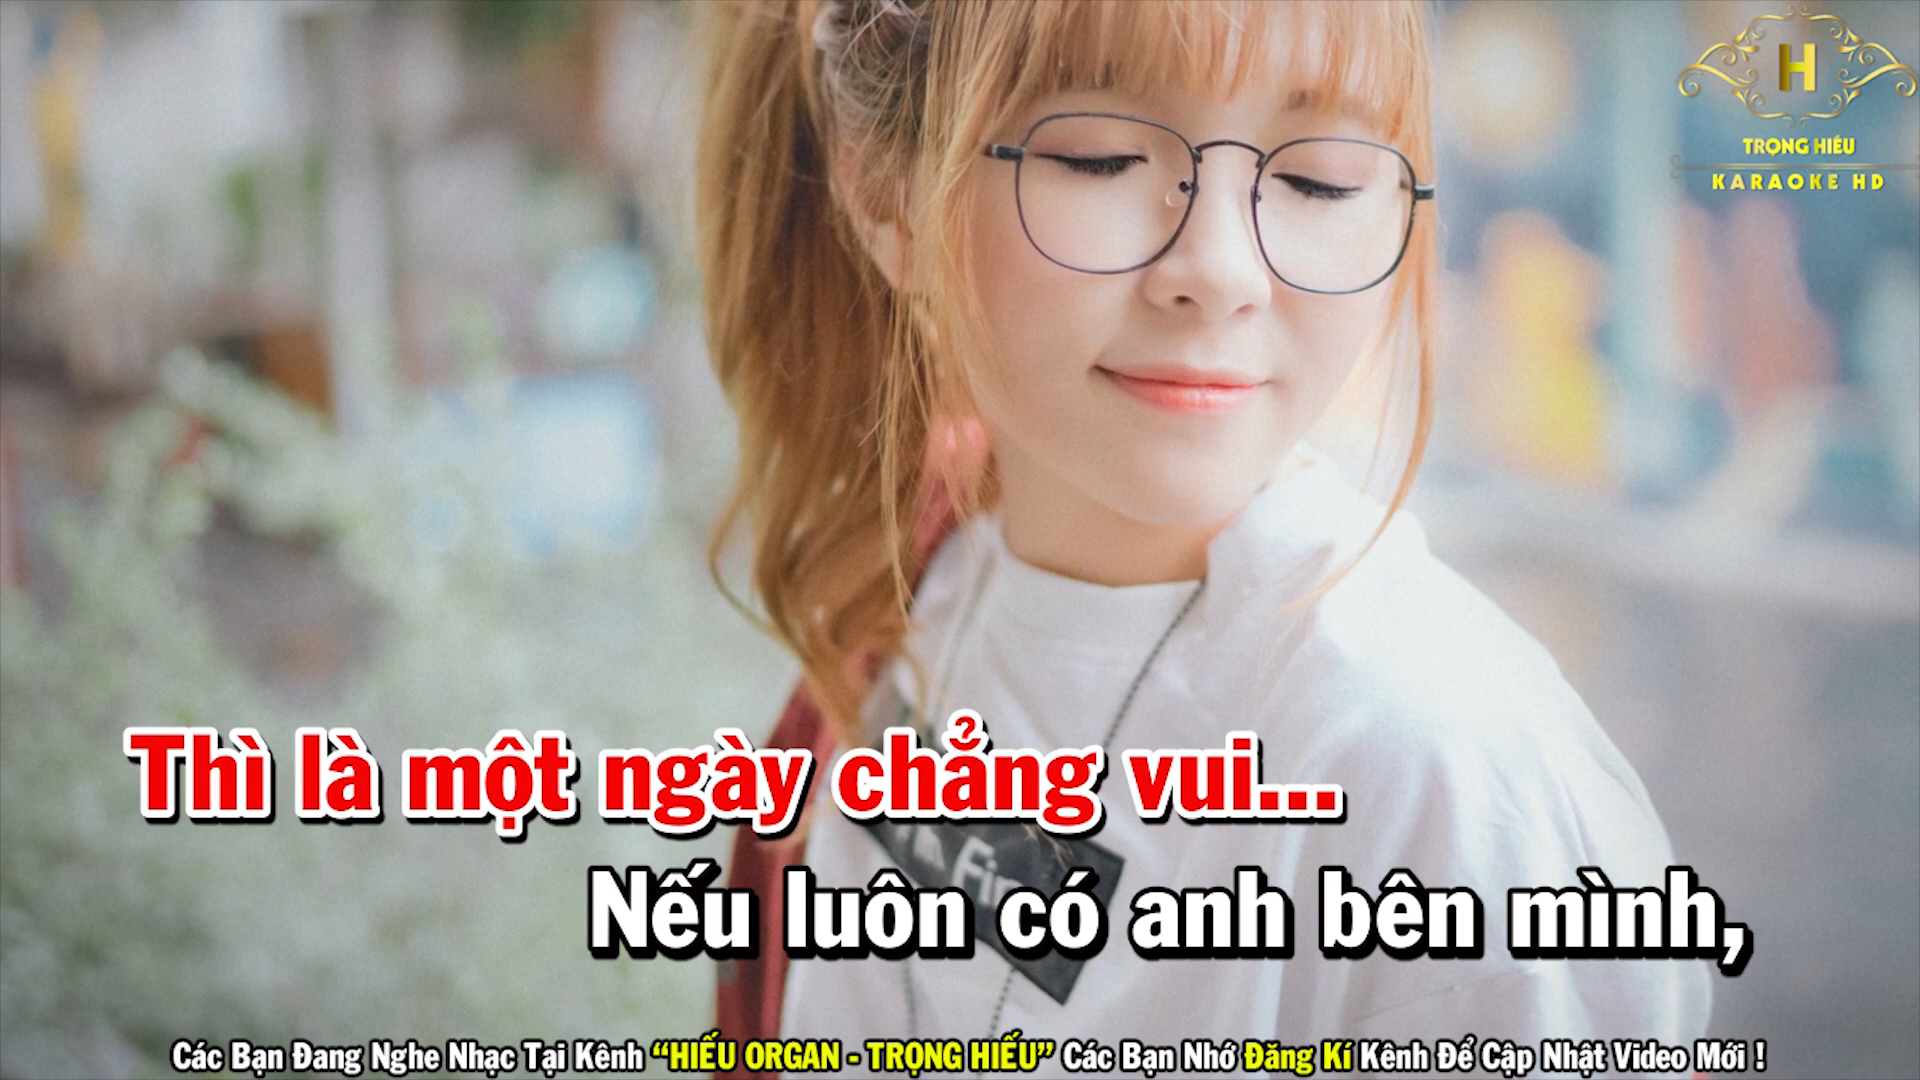 H
TRỌNG HIẾU
KARAOKE HD
Thì là một ngày chẳng vui...
Fir
Nếu luôn có anh bên mình,
Các Bạn Đang Nghe Nhạc Tại Kênh “HIẾU ORGAN - TRỌNG HIẾU” Các Bạn Nhớ Đăng Kí Kênh Để Cập Nhật Video Mới !